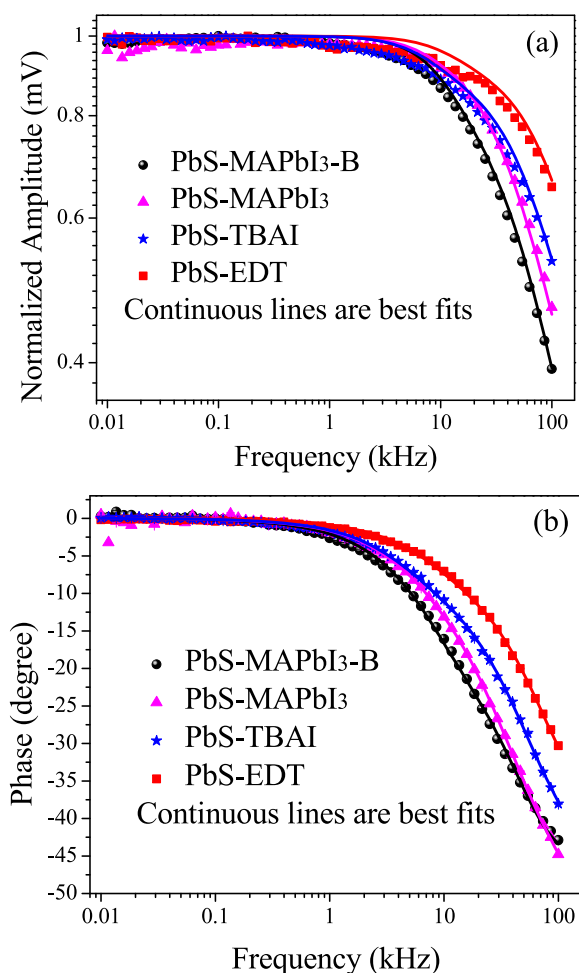 (a)
Normalized Amplitude (mV)
1
0.8
0.6
0.4
PbS-MAPbI₃-B
PbS-MAPbI₃
PbS-TBAI
PbS-EDT
Continuous lines are best fits
0.01 0.1 1 10 100
Frequency (kHz)
(b)
Phase (degree)
0
-5
-10
-15
-20
-25
-30
-35
-40
-45
-50
PbS-MAPbI₃-B
PbS-MAPbI₃
PbS-TBAI
PbS-EDT
Continuous lines are best fits
0.01 0.1 1 10 100
Frequency (kHz)